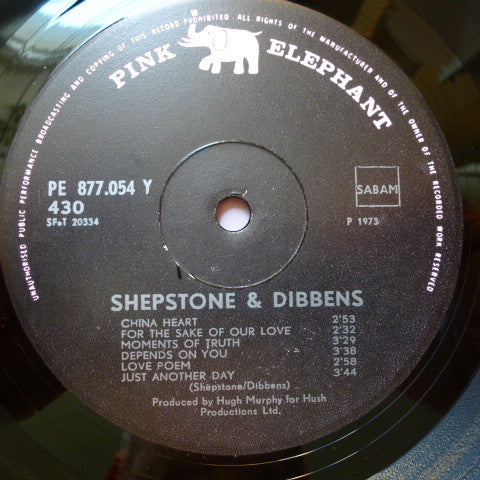 UNAUTHORISED PUBLIC PERFORMANCE BROADCASTING AND COPYING OF THIS RECORD PROHIBITED ALL RIGHTS OF THE MANUFACTURER AND OF THE OWNER OF THE RECORDED WORK RESERVED
PINK ELEPHANT
PE 877.054 Y
430
SFeT 20334
SABAM
P 1973
SHEPSTONE & DIBBENS
CHINA HEART 2'53
FOR THE SAKE OF OUR LOVE 2'32
MOMENTS OF TRUTH 3'29
DEPENDS ON YOU 3'38
LOVE POEM 2'58
JUST ANOTHER DAY 3'44
(Shepstone/Dibbens)
Produced by Hugh Murphy for Hush
Productions Ltd.